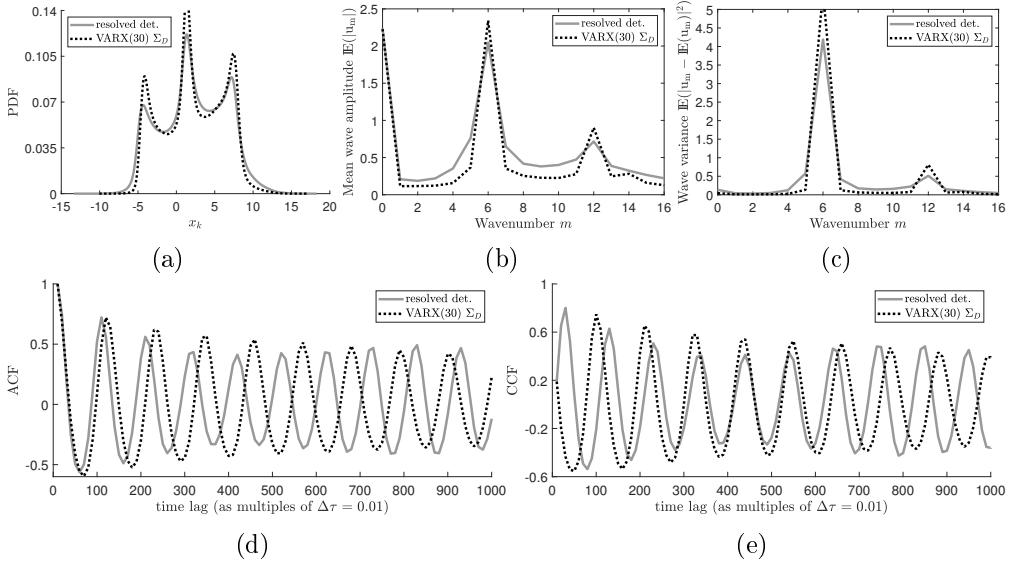 0.14
0.105
0.07
0.035
0
-15 -10 -5 0 5 10 15 20
PDF
x_k
resolved det.
VARX(30) Σ_D
(a)
2.5
2
1.5
1
0.5
0
0 2 4 6 8 10 12 14 16
Mean wave amplitude 𝔼(|u_m|)
Wavenumber m
resolved det.
VARX(30) Σ_D
(b)
5
4.5
4
3.5
3
2.5
2
1.5
1
0.5
0
0 2 4 6 8 10 12 14 16
Wave variance 𝔼(|u_m − 𝔼(u_m)|²)
Wavenumber m
resolved det.
VARX(30) Σ_D
(c)
1
0.5
0
-0.5
0 100 200 300 400 500 600 700 800 900 1000
ACF
time lag (as multiples of Δτ = 0.01)
resolved det.
VARX(30) Σ_D
(d)
1
0.6
0.2
-0.2
-0.6
0 100 200 300 400 500 600 700 800 900 1000
CCF
time lag (as multiples of Δτ = 0.01)
resolved det.
VARX(30) Σ_D
(e)